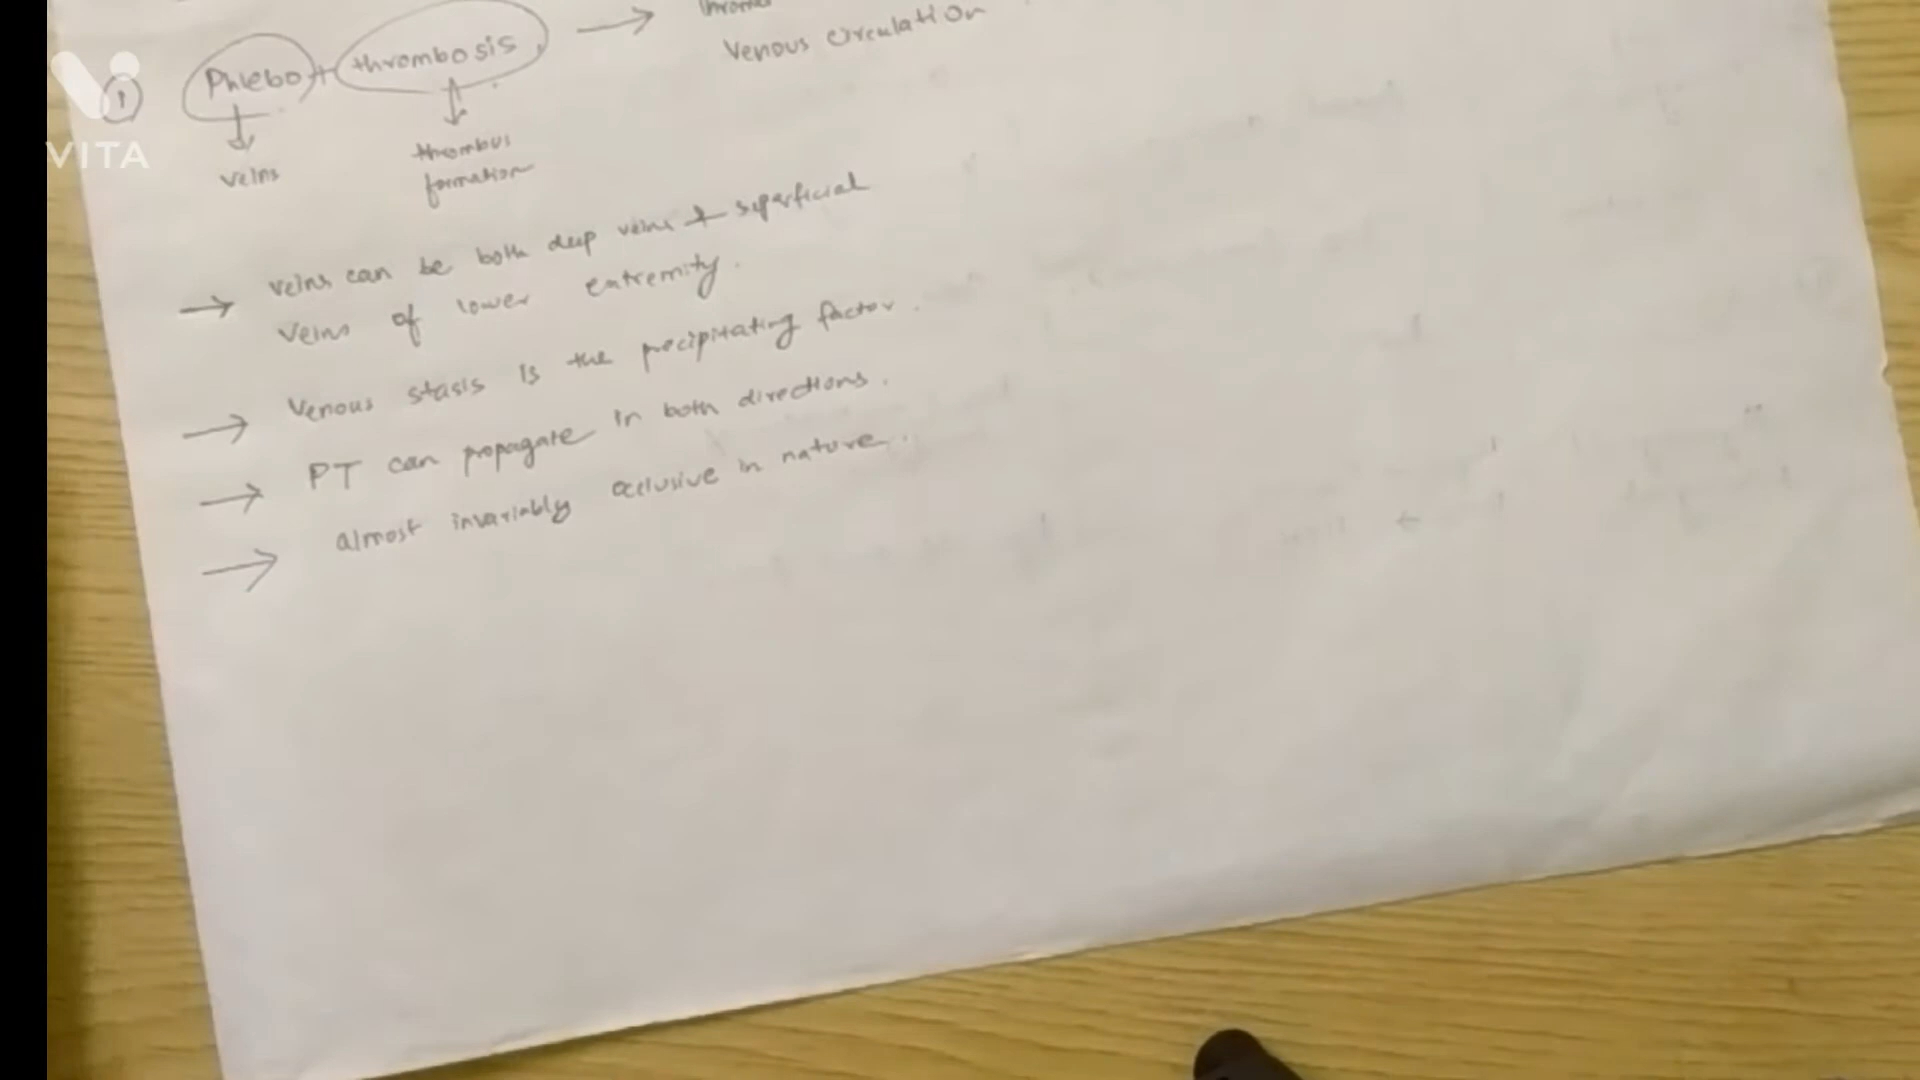 ① Phlebo + thrombosis →
Venous circulation
↓ ↓
veins
thrombus
formation
→ veins can be both deep veins & superficial
veins of lower extremity.
→ Venous stasis is the precipitating factor.
→ PT can propagate in both directions.
→ almost invariably occlusive in nature.
VITA